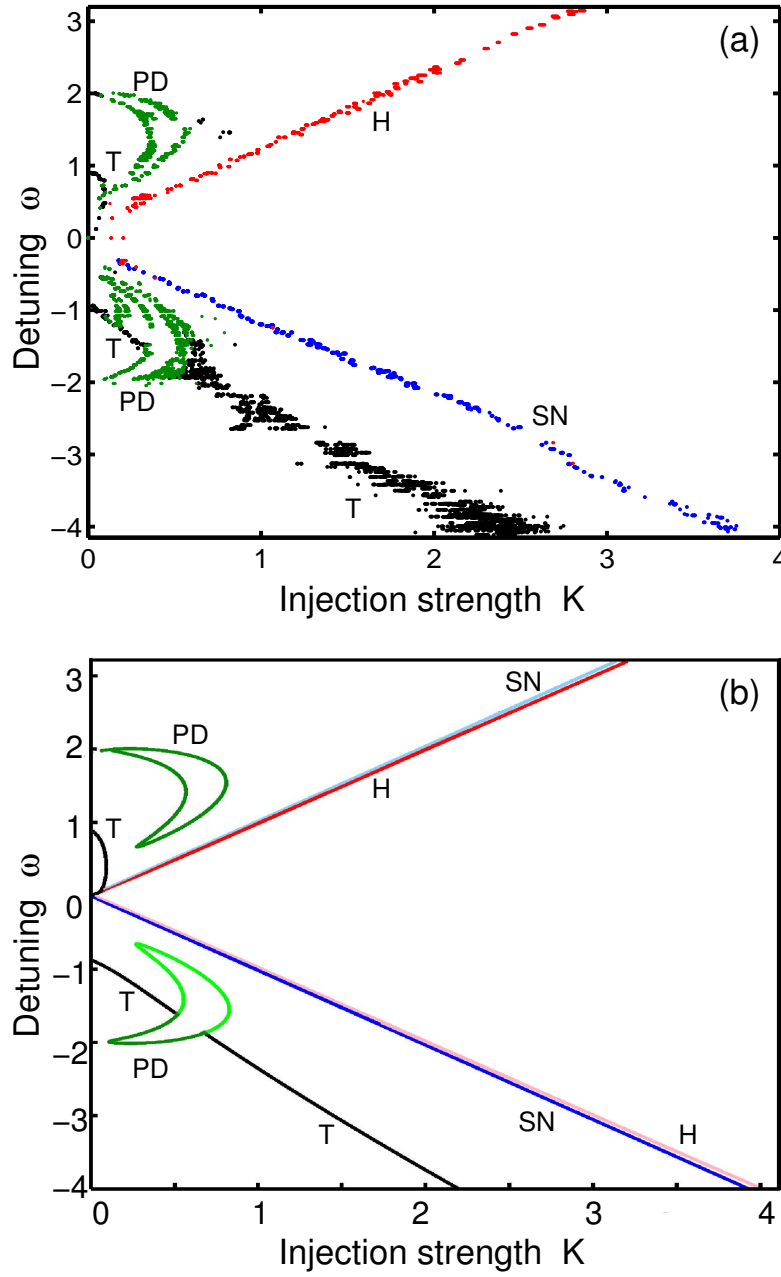 (a)
3
PD
2
H
T
1
Detuning ω
0
-1
T
PD
-2
SN
-3
T
-4
0 1 2 3 4
Injection strength K
(b)
3
SN
PD
2
H
T
1
Detuning ω
0
-1
T
-2
PD
SN H
-3
T
-4
0 1 2 3 4
Injection strength K